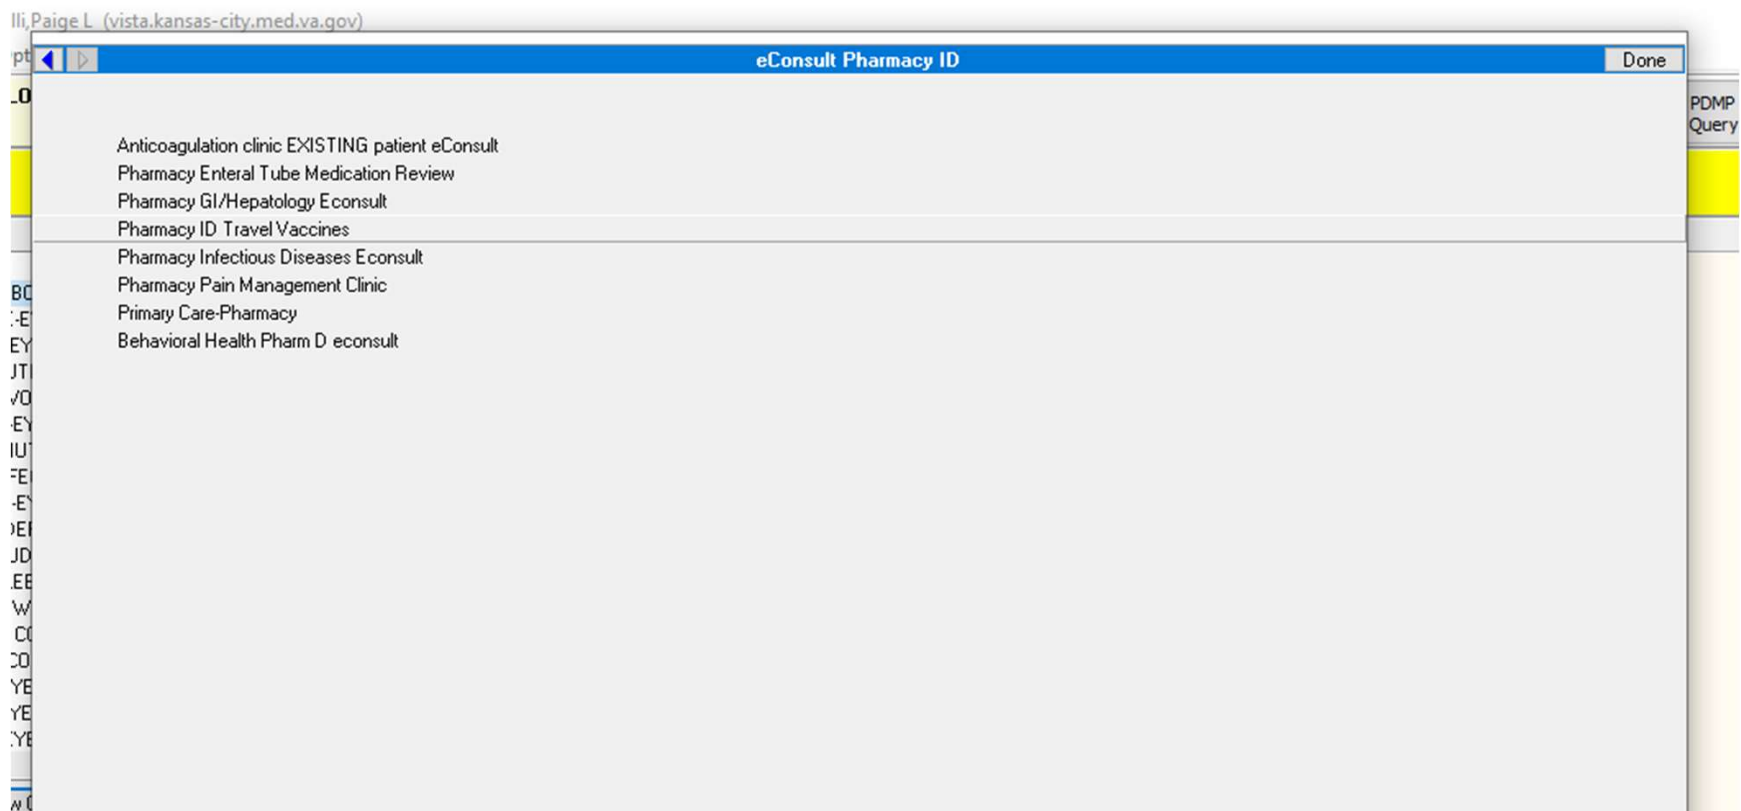 Paige L (vista.kansas-city.med.va.gov)
eConsult Pharmacy ID
Done
PDMP
Query
Anticoagulation clinic EXISTING patient eConsult
Pharmacy Enteral Tube Medication Review
Pharmacy GI/Hepatology Econsult
Pharmacy ID Travel Vaccines
Pharmacy Infectious Diseases Econsult
Pharmacy Pain Management Clinic
Primary Care-Pharmacy
Behavioral Health Pharm D econsult